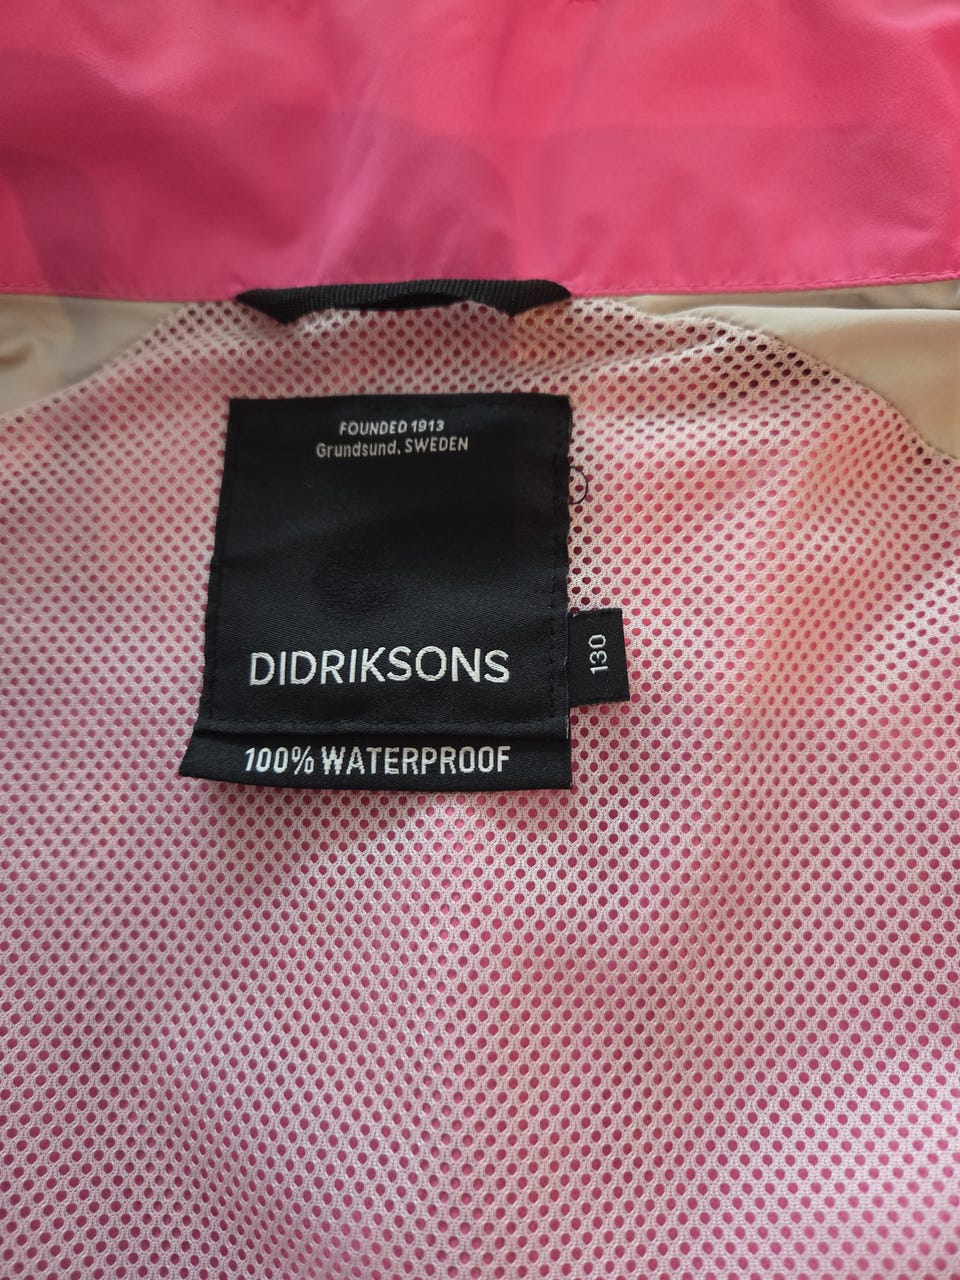 FOUNDED 1913
Grundsund, SWEDEN
DIDRIKSONS
130
100% WATERPROOF